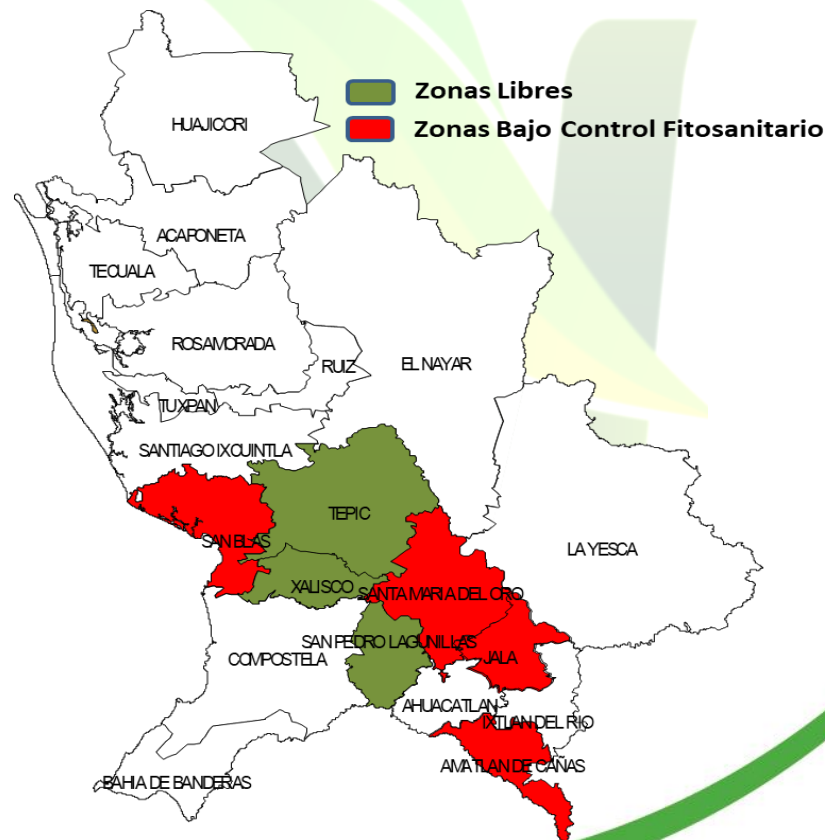 Zonas Libres
Zonas Bajo Control Fitosanitario
HUAJICORI
ACAPONETA
TECUALA
ROSAMORADA
RUIZ
EL NAYAR
TUXPAN
SANTIAGO IXCUINTLA
TEPIC
SAN BLAS
LA YESCA
XALISCO
SANTA MARIA DEL ORO
SAN PEDRO LAGUNILLAS
COMPOSTELA
JALA
AHUACATLAN
IXTLAN DEL RIO
AMATLAN DE CAÑAS
BAHIA DE BANDERAS